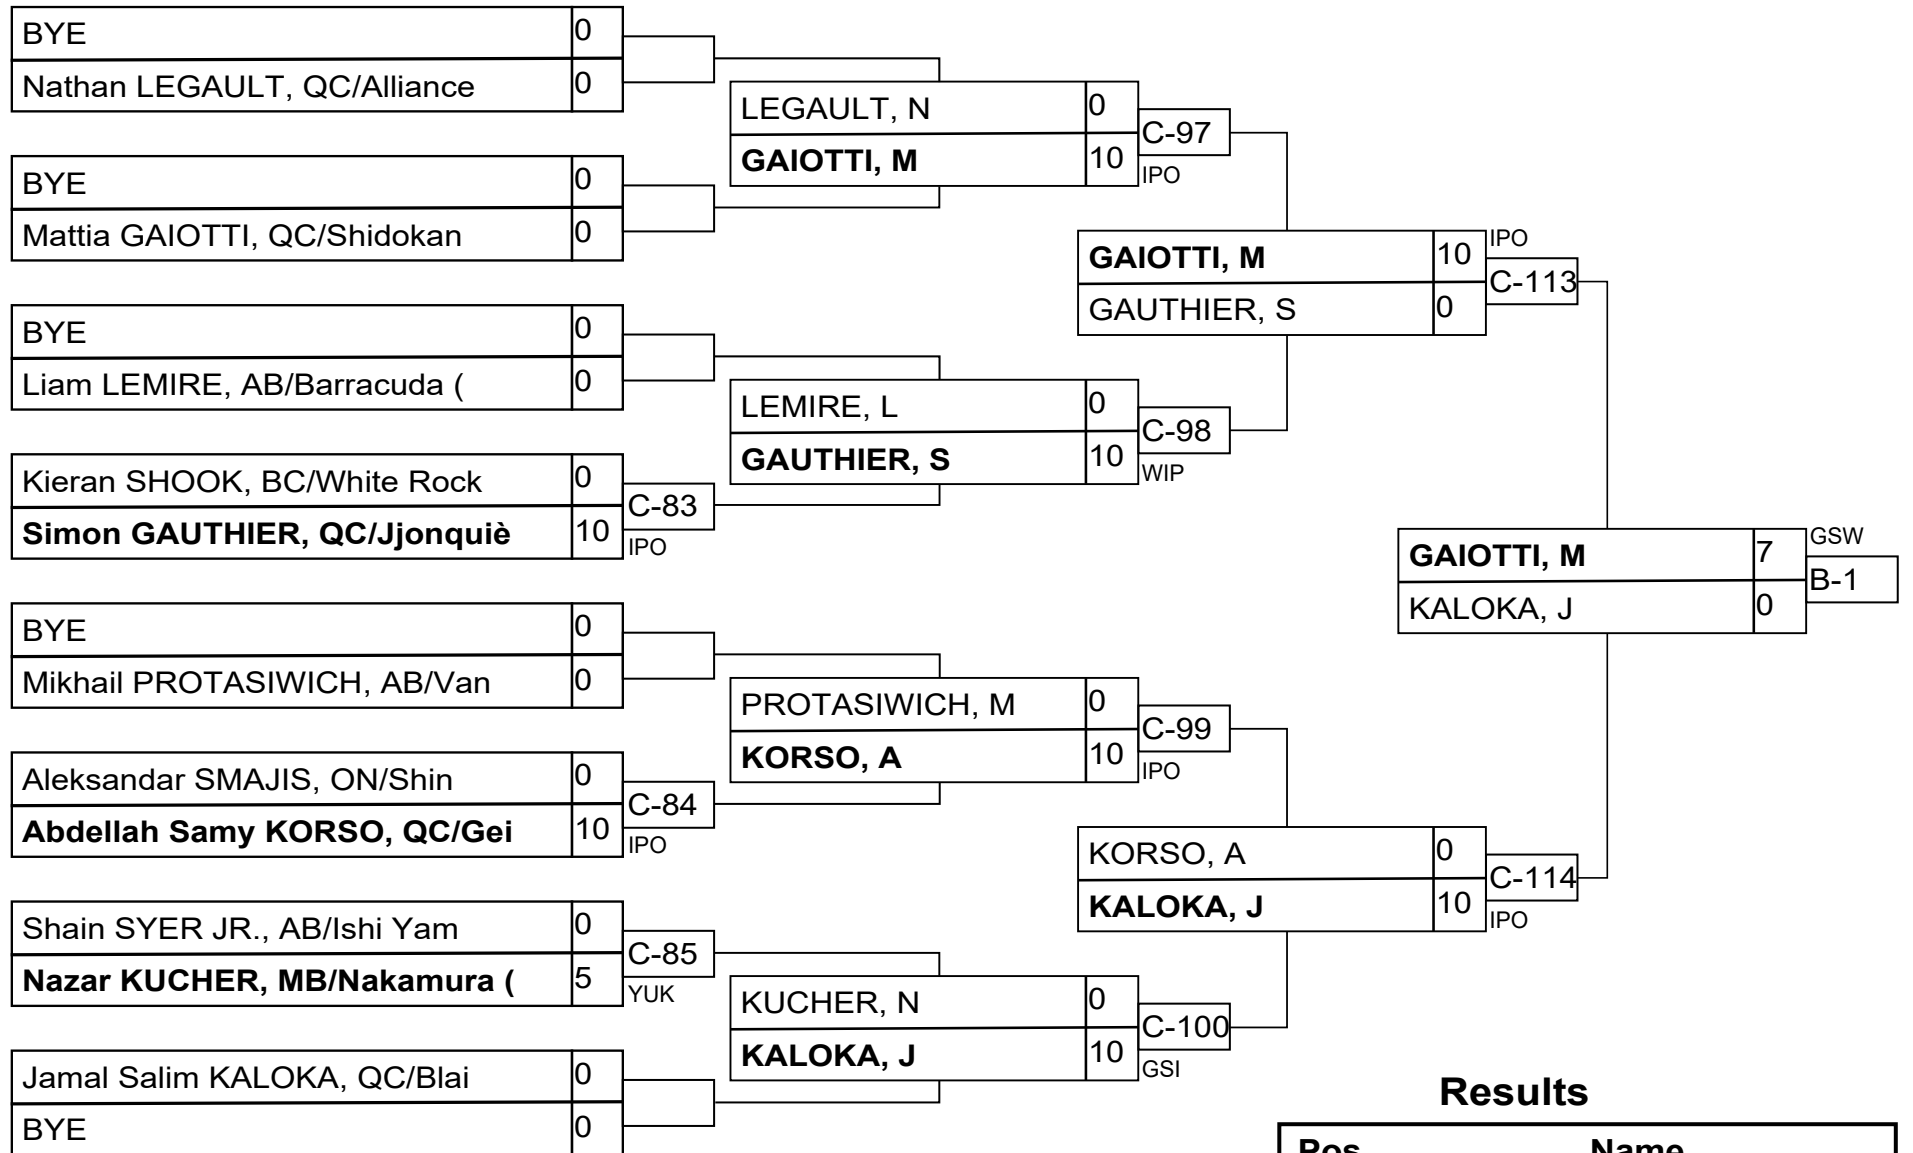 BYE 0
Nathan LEGAULT, QC/Alliance 0
BYE 0
Mattia GAIOTTI, QC/Shidokan 0
BYE 0
Liam LEMIRE, AB/Barracuda ( 0
Kieran SHOOK, BC/White Rock 0
Simon GAUTHIER, QC/Jjonquiè 10
C-83
IPO
BYE 0
Mikhail PROTASIWICH, AB/Van 0
Aleksandar SMAJIS, ON/Shin 0
Abdellah Samy KORSO, QC/Gei 10
C-84
IPO
Shain SYER JR., AB/Ishi Yam 0
Nazar KUCHER, MB/Nakamura ( 5
C-85
YUK
Jamal Salim KALOKA, QC/Blai 0
BYE 0
LEGAULT, N 0
GAIOTTI, M 10
C-97
IPO
LEMIRE, L 0
GAUTHIER, S 10
C-98
WIP
PROTASIWICH, M 0
KORSO, A 10
C-99
IPO
KUCHER, N 0
KALOKA, J 10
C-100
GSI
GAIOTTI, M 10
GAUTHIER, S 0
IPO
C-113
KORSO, A 0
KALOKA, J 10
C-114
IPO
GAIOTTI, M 7
KALOKA, J 0
GSW
B-1
Results
Pos Name